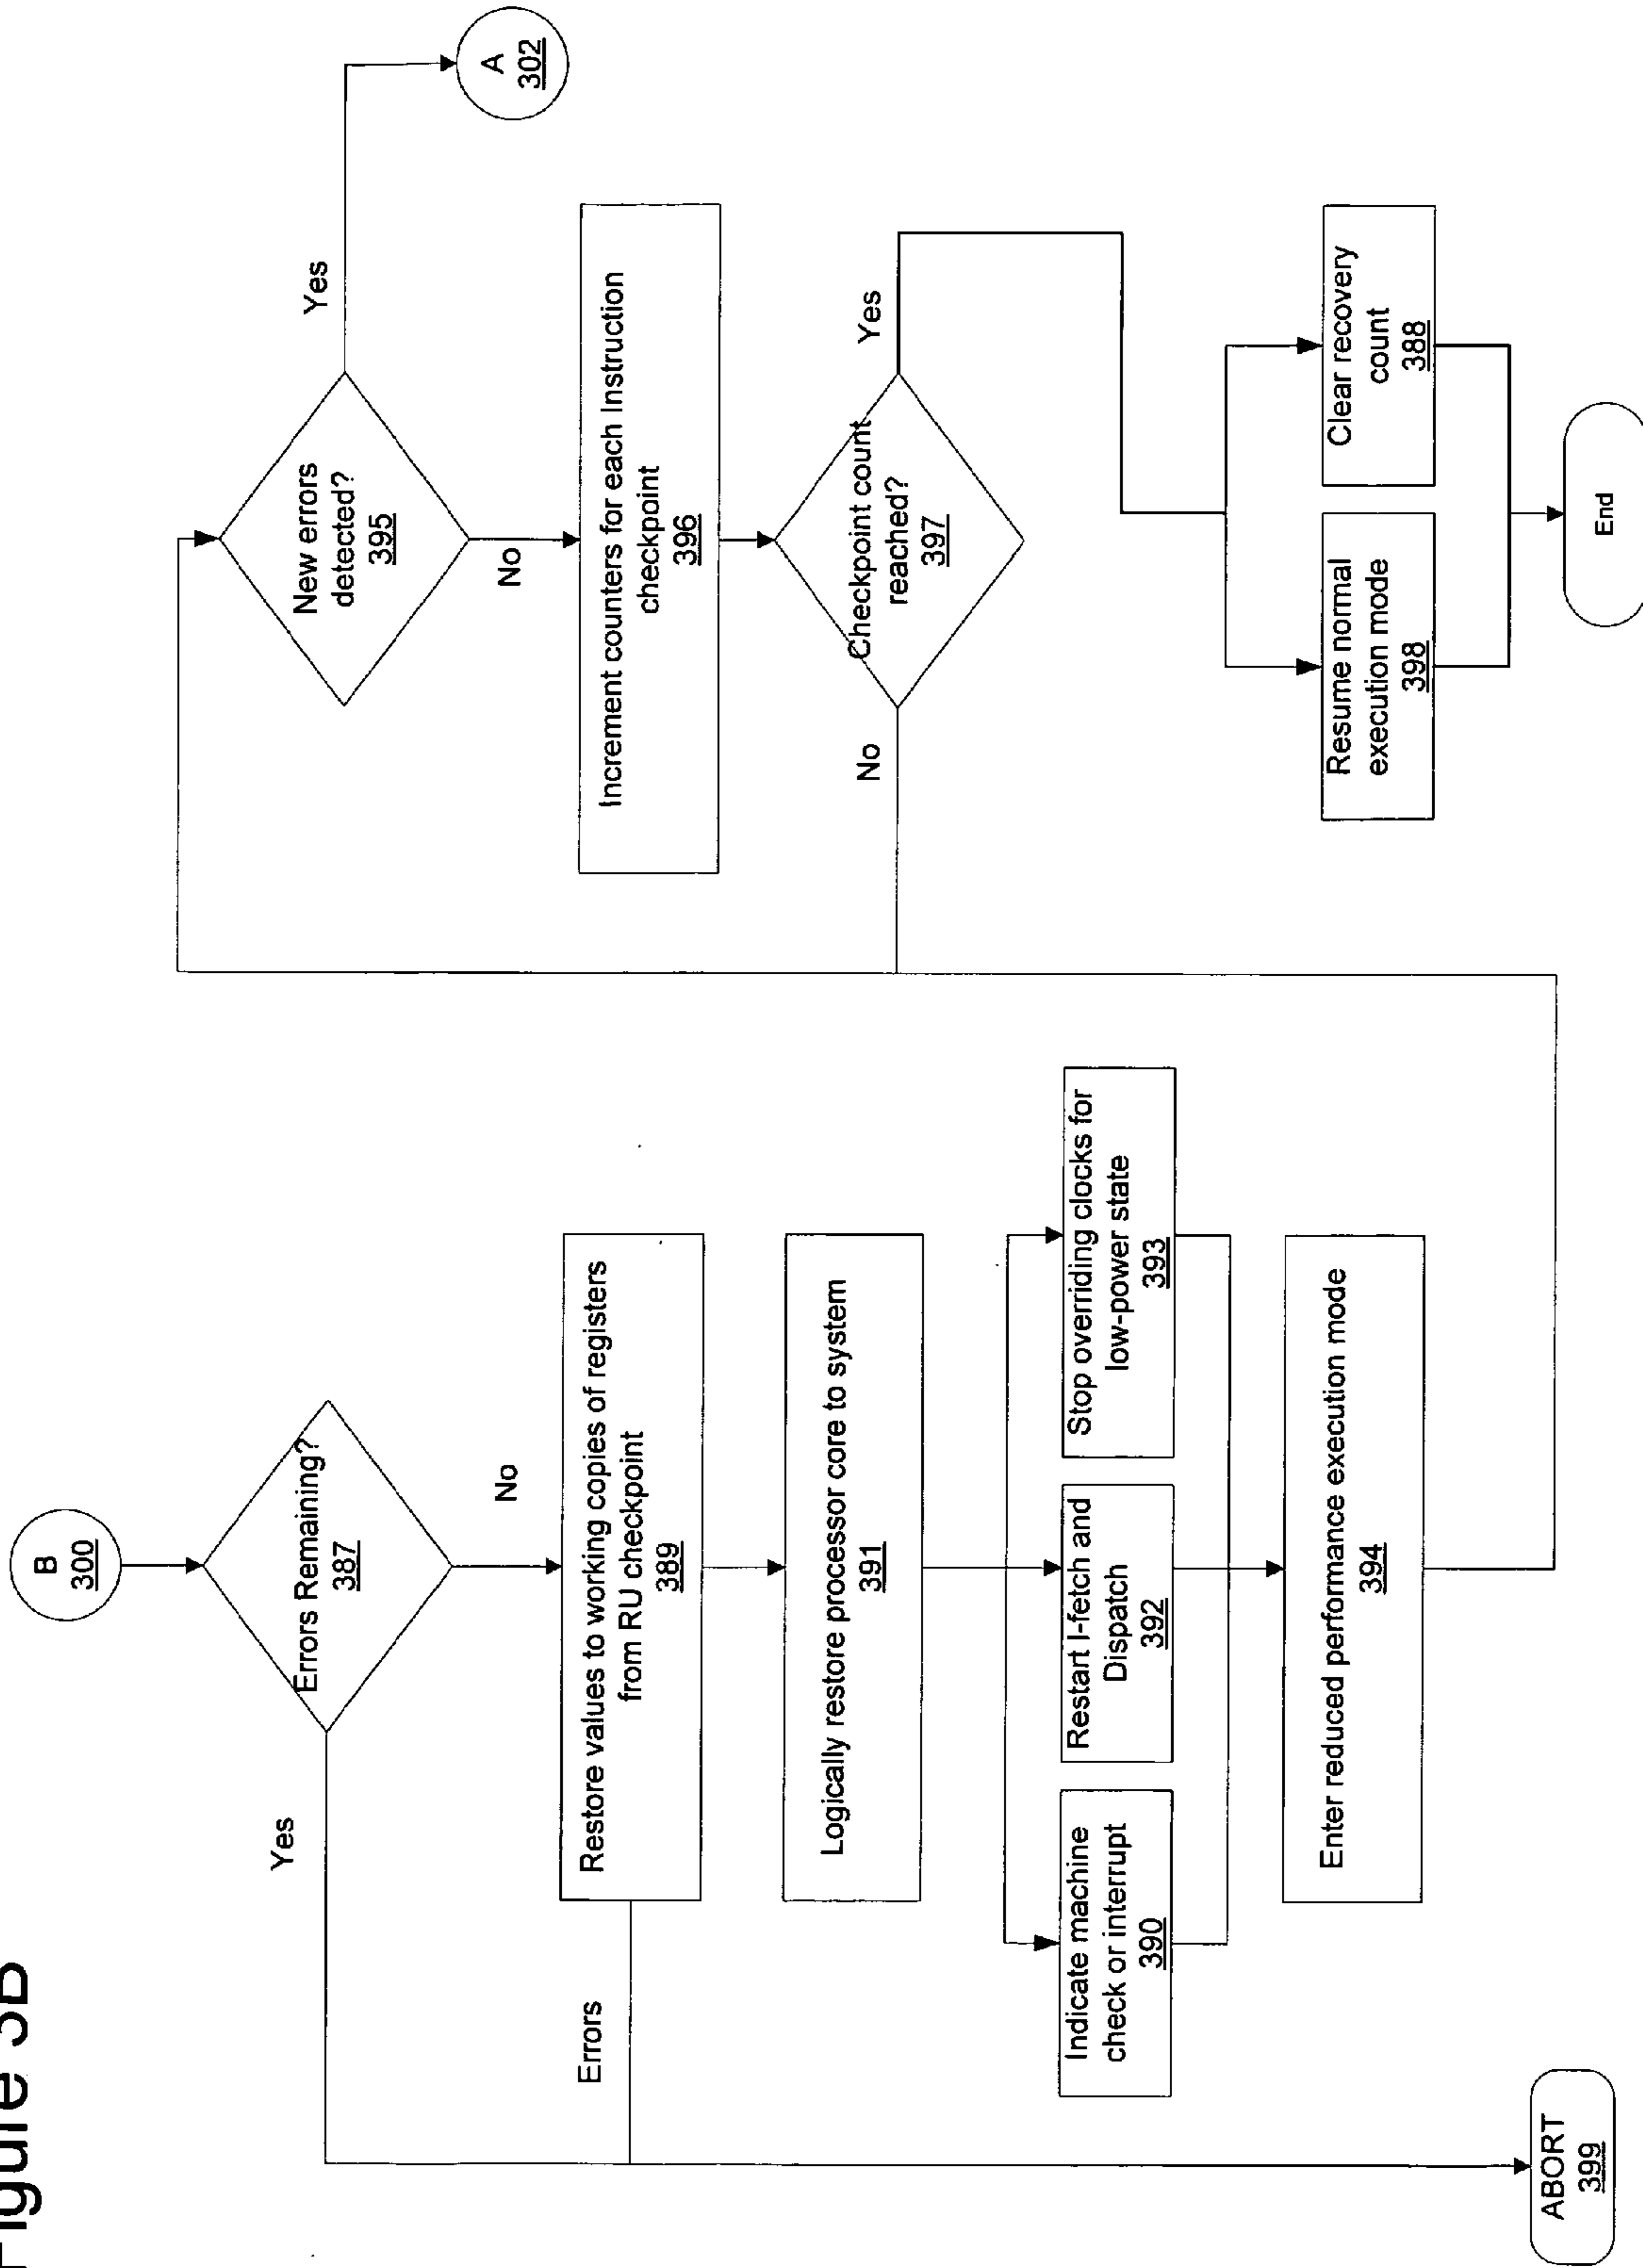 Figure 3B
B
300
Errors Remaining?
387
Yes
No
Restore values to working copies of registers
from RU checkpoint
389
Errors
Logically restore processor core to system
391
Indicate machine
check or interrupt
390
Restart I-fetch and
Dispatch
392
Stop overriding clocks for
low-power state
393
Enter reduced performance execution mode
394
ABORT
399
New errors
detected?
395
Yes
A
302
No
Increment counters for each Instruction
checkpoint
396
Checkpoint count
reached?
397
No
Yes
Resume normal
execution mode
398
Clear recovery
count
388
End